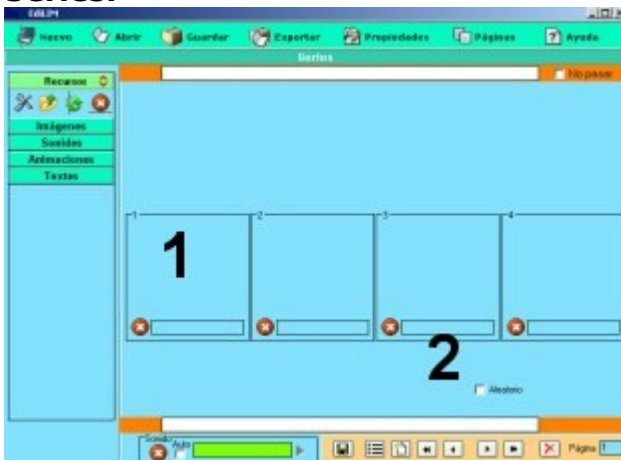 Series.
EdiLIM
Nuevo Abrir Guardar Exportar Propiedades Páginas Ayuda
Series
Recursos No pasar
Imágenes
Sonidos
Animaciones
Textos
1 2 3 4
1
2
Aleatorio
Sonido
Auto
Página 1